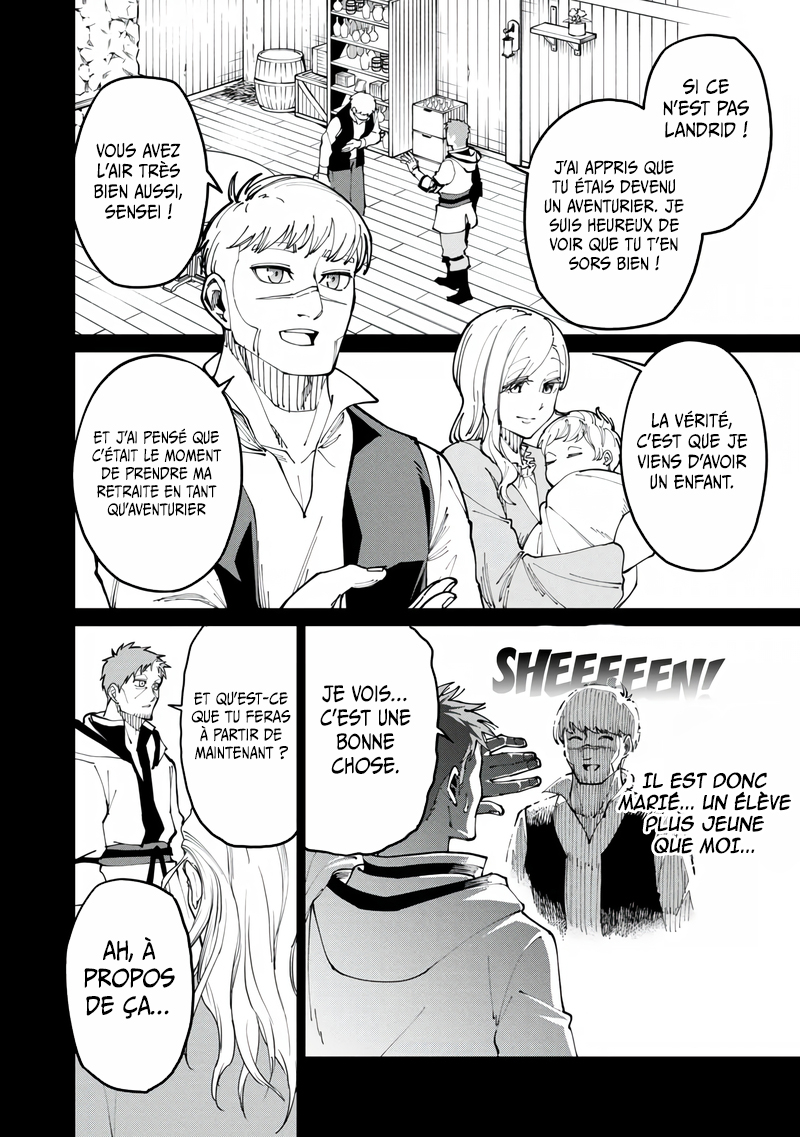 SI CE
N'EST PAS
LANDRID !
J'AI APPRIS QUE
TU ÉTAIS DEVENU
UN AVENTURIER. JE
SUIS HEUREUX DE
VOIR QUE TU T'EN
SORS BIEN !
VOUS AVEZ
L'AIR TRÈS
BIEN AUSSI,
SENSEI !
LA VÉRITÉ,
C'EST QUE JE
VIENS D'AVOIR
UN ENFANT.
ET J'AI PENSÉ QUE
C'ÉTAIT LE MOMENT
DE PRENDRE MA
RETRAITE EN TANT
QU'AVENTURIER
SHEEEEEN!
IL EST DONC
MARIÉ... UN ÉLÈVE
PLUS JEUNE
QUE MOI...
JE VOIS...
C'EST UNE
BONNE
CHOSE.
ET QU'EST-CE
QUE TU FERAS
À PARTIR DE
MAINTENANT ?
AH, À
PROPOS
DE ÇA...